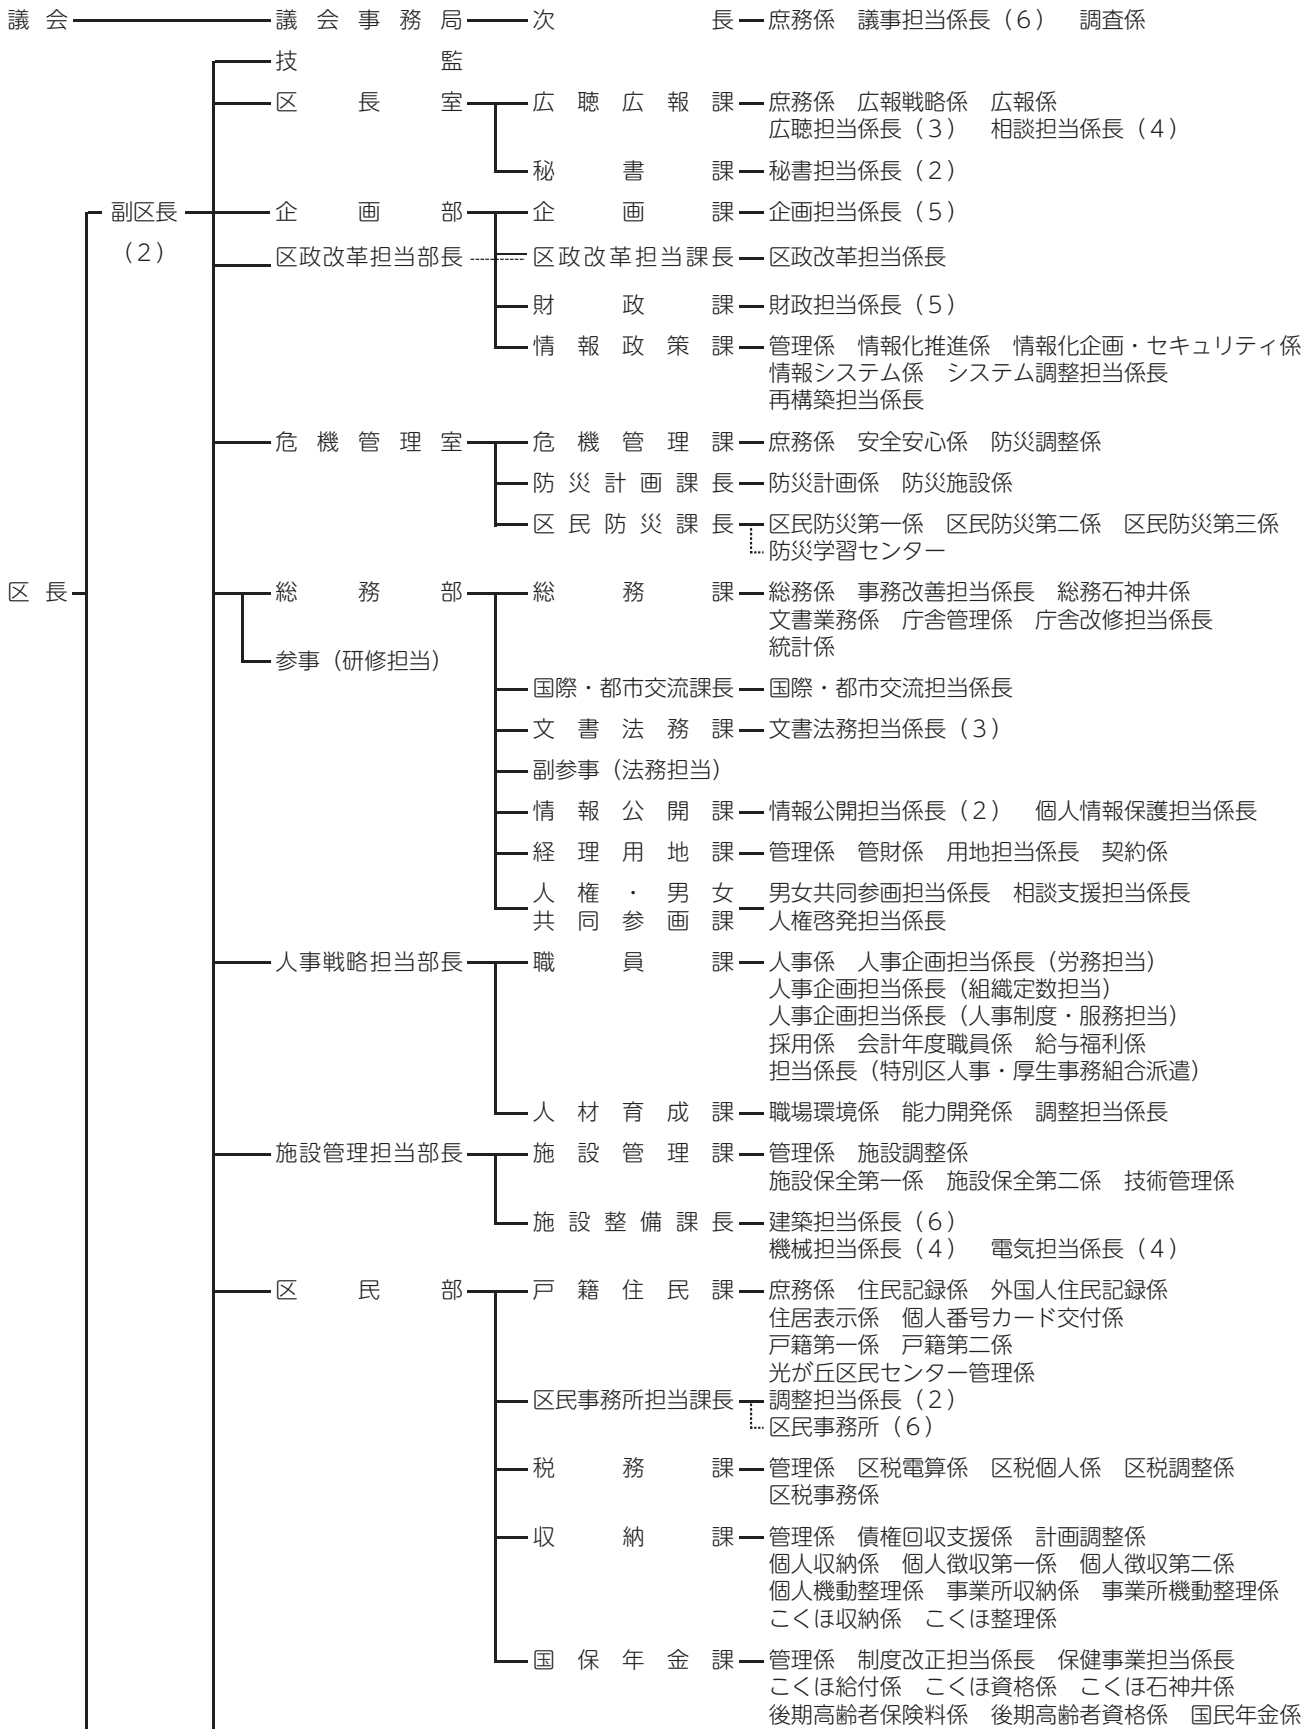 議会 議会事務局 次長 庶務係 議事担当係長(6) 調査係
技監
区長室 広聴広報課 庶務係 広報戦略係 広報係
広聴担当係長(3) 相談担当係長(4)
秘書課 秘書担当係長(2)
副区長 企画部 企画課 企画担当係長(5)
(2) 区政改革担当部長 区政改革担当課長 区政改革担当係長
財政課 財政担当係長(5)
情報政策課 管理係 情報化推進係 情報化企画・セキュリティ係
情報システム係 システム調整担当係長
再構築担当係長
危機管理室 危機管理課 庶務係 安全安心係 防災調整係
防災計画課長 防災計画係 防災施設係
区民防災課長 区民防災第一係 区民防災第二係 区民防災第三係
防災学習センター
区長 総務部 総務課 総務係 事務改善担当係長 総務石神井係
文書業務係 庁舎管理係 庁舎改修担当係長
統計係
参事(研修担当)
国際・都市交流課長 国際・都市交流担当係長
文書法務課 文書法務担当係長(3)
副参事(法務担当)
情報公開課 情報公開担当係長(2) 個人情報保護担当係長
経理用地課 管理係 管財係 用地担当係長 契約係
人権・男女 男女共同参画担当係長 相談支援担当係長
共同参画課 人権啓発担当係長
人事戦略担当部長 職員課 人事係 人事企画担当係長(労務担当)
人事企画担当係長(組織定数担当)
人事企画担当係長(人事制度・服務担当)
採用係 会計年度職員係 給与福利係
担当係長(特別区人事・厚生事務組合派遣)
人材育成課 職場環境係 能力開発係 調整担当係長
施設管理担当部長 施設管理課 管理係 施設調整係
施設保全第一係 施設保全第二係 技術管理係
施設整備課長 建築担当係長(6)
機械担当係長(4) 電気担当係長(4)
区民部 戸籍住民課 庶務係 住民記録係 外国人住民記録係
住居表示係 個人番号カード交付係
戸籍第一係 戸籍第二係
光が丘区民センター管理係
区民事務所担当課長 調整担当係長(2)
区民事務所(6)
税務課 管理係 区税電算係 区税個人係 区税調整係
区税事務係
収納課 管理係 債権回収支援係 計画調整係
個人収納係 個人徴収第一係 個人徴収第二係
個人機動整理係 事業所収納係 事業所機動整理係
こくほ収納係 こくほ整理係
国保年金課 管理係 制度改正担当係長 保健事業担当係長
こくほ給付係 こくほ資格係 こくほ石神井係
後期高齢者保険料係 後期高齢者資格係 国民年金係